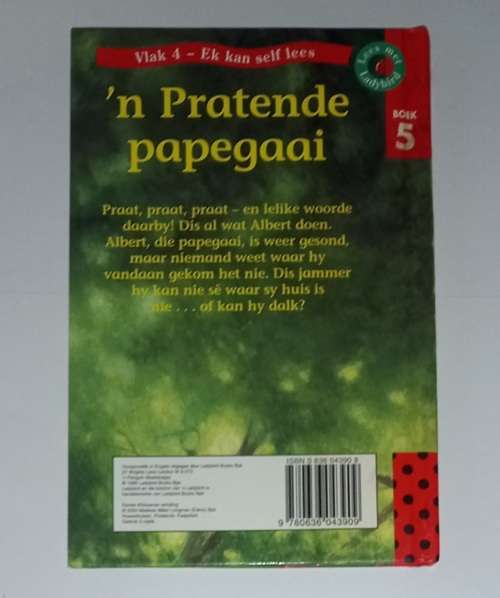 Vlak 4 – Ek kan self lees
Lees met
Ladybird
BOEK
5
'n Pratende
papegaai
Praat, praat, praat – en lelike woorde
daarby! Dis al wat Albert doen.
Albert, die papegaai, is weer gesond,
maar niemand weet waar hy
vandaan gekom het nie. Dis jammer
hy kan nie sê waar sy huis is
nie . . . of kan hy dalk?
ISBN 0 636 04390 9
9 780636 043909